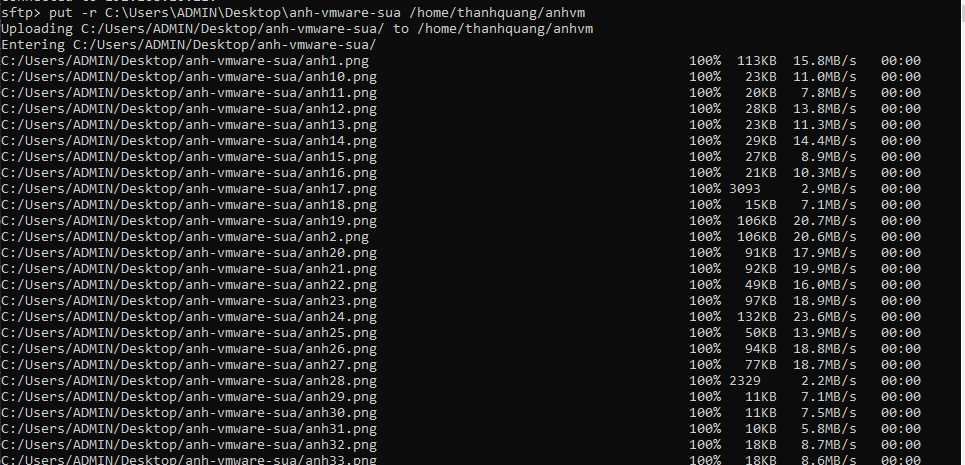 sftp> put -r C:\Users\ADMIN\Desktop\anh-vmware-sua /home/thanhquang/anhvm
Uploading C:/Users/ADMIN/Desktop/anh-vmware-sua/ to /home/thanhquang/anhvm
Entering C:/Users/ADMIN/Desktop/anh-vmware-sua/
C:/Users/ADMIN/Desktop/anh-vmware-sua/anh1.png 100% 113KB 15.8MB/s 00:00
C:/Users/ADMIN/Desktop/anh-vmware-sua/anh10.png 100% 23KB 11.0MB/s 00:00
C:/Users/ADMIN/Desktop/anh-vmware-sua/anh11.png 100% 20KB 7.8MB/s 00:00
C:/Users/ADMIN/Desktop/anh-vmware-sua/anh12.png 100% 28KB 13.8MB/s 00:00
C:/Users/ADMIN/Desktop/anh-vmware-sua/anh13.png 100% 23KB 11.3MB/s 00:00
C:/Users/ADMIN/Desktop/anh-vmware-sua/anh14.png 100% 29KB 14.4MB/s 00:00
C:/Users/ADMIN/Desktop/anh-vmware-sua/anh15.png 100% 27KB 8.9MB/s 00:00
C:/Users/ADMIN/Desktop/anh-vmware-sua/anh16.png 100% 21KB 10.3MB/s 00:00
C:/Users/ADMIN/Desktop/anh-vmware-sua/anh17.png 100% 3093 2.9MB/s 00:00
C:/Users/ADMIN/Desktop/anh-vmware-sua/anh18.png 100% 15KB 7.1MB/s 00:00
C:/Users/ADMIN/Desktop/anh-vmware-sua/anh19.png 100% 106KB 20.7MB/s 00:00
C:/Users/ADMIN/Desktop/anh-vmware-sua/anh2.png 100% 106KB 20.6MB/s 00:00
C:/Users/ADMIN/Desktop/anh-vmware-sua/anh20.png 100% 91KB 17.9MB/s 00:00
C:/Users/ADMIN/Desktop/anh-vmware-sua/anh21.png 100% 92KB 19.9MB/s 00:00
C:/Users/ADMIN/Desktop/anh-vmware-sua/anh22.png 100% 49KB 16.0MB/s 00:00
C:/Users/ADMIN/Desktop/anh-vmware-sua/anh23.png 100% 97KB 18.9MB/s 00:00
C:/Users/ADMIN/Desktop/anh-vmware-sua/anh24.png 100% 132KB 23.6MB/s 00:00
C:/Users/ADMIN/Desktop/anh-vmware-sua/anh25.png 100% 50KB 13.9MB/s 00:00
C:/Users/ADMIN/Desktop/anh-vmware-sua/anh26.png 100% 94KB 18.8MB/s 00:00
C:/Users/ADMIN/Desktop/anh-vmware-sua/anh27.png 100% 77KB 18.7MB/s 00:00
C:/Users/ADMIN/Desktop/anh-vmware-sua/anh28.png 100% 2329 2.2MB/s 00:00
C:/Users/ADMIN/Desktop/anh-vmware-sua/anh29.png 100% 11KB 7.1MB/s 00:00
C:/Users/ADMIN/Desktop/anh-vmware-sua/anh30.png 100% 11KB 7.5MB/s 00:00
C:/Users/ADMIN/Desktop/anh-vmware-sua/anh31.png 100% 10KB 5.8MB/s 00:00
C:/Users/ADMIN/Desktop/anh-vmware-sua/anh32.png 100% 18KB 8.7MB/s 00:00
C:/Users/ADMIN/Desktop/anh-vmware-sua/anh33.png 100% 18KB 8.6MB/s 00:00